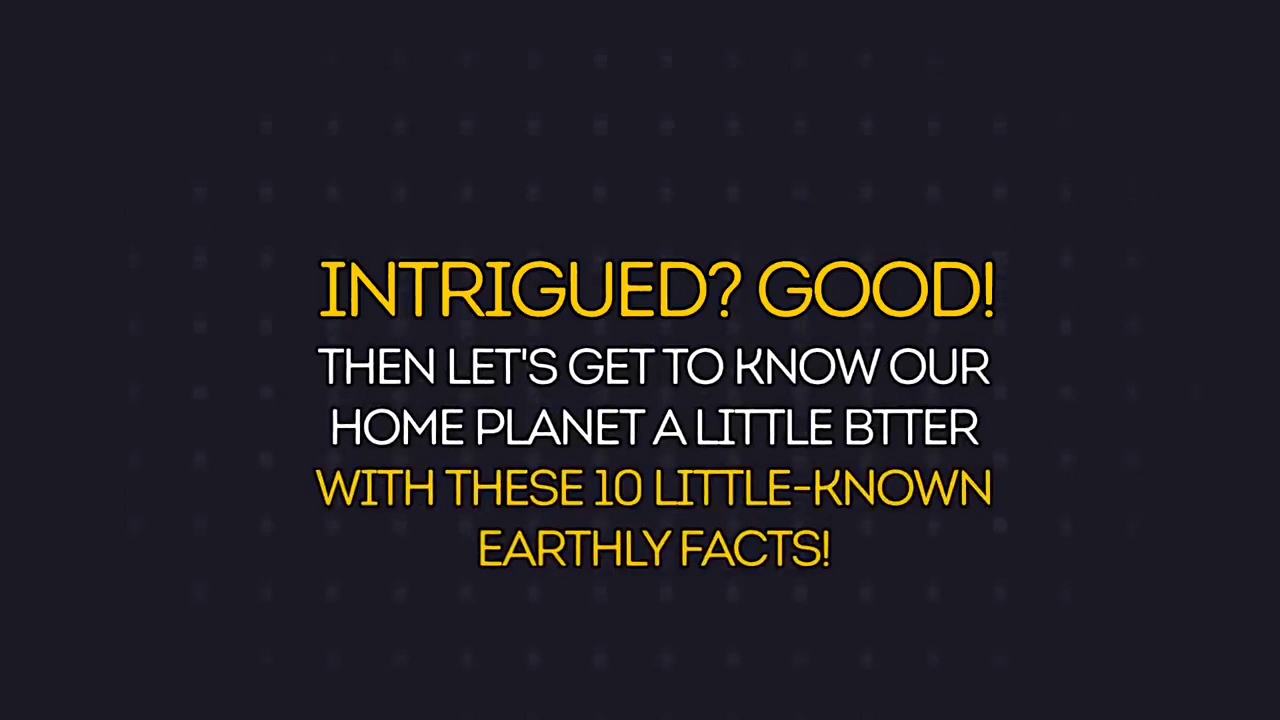 INTRIGUED? GOOD!
THEN LET'S GET TO KNOW OUR
HOME PLANET A LITTLE BTTER
WITH THESE 10 LITTLE-KNOWN
EARTHLY FACTS!